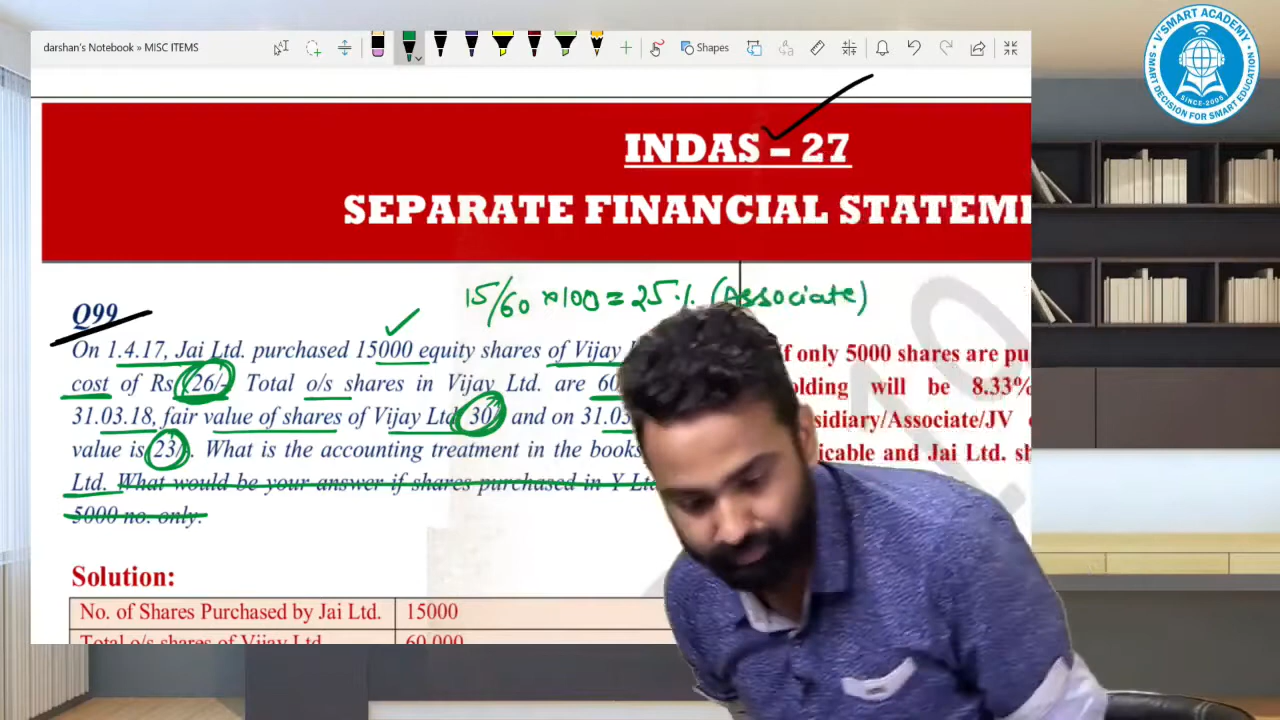 darshan's Notebook » MISC ITEMS
Shapes
V'SMART ACADEMY
SINCE-2005
SMART DECISION FOR SMART EDUCATION
INDAS – 27
SEPARATE FINANCIAL STATEM
15/60 ×100 = 25% (Associate)
Q99
On 1.4.17, Jai Ltd. purchased 15000 equity shares of Vijay
cost of Rs 26/- Total o/s shares in Vijay Ltd. are 60
31.03.18, fair value of shares of Vijay Ltd 30 and on 31.03
value is 23/ . What is the accounting treatment in the books
Ltd. What would be your answer if shares purchased in Y Ltd
5000 no. only.
f only 5000 shares are pu
olding will be 8.33%
sidiary/Associate/JV
icable and Jai Ltd. sh
Solution:
No. of Shares Purchased by Jai Ltd. 15000
Total o/s shares of Vijay Ltd. 60,000